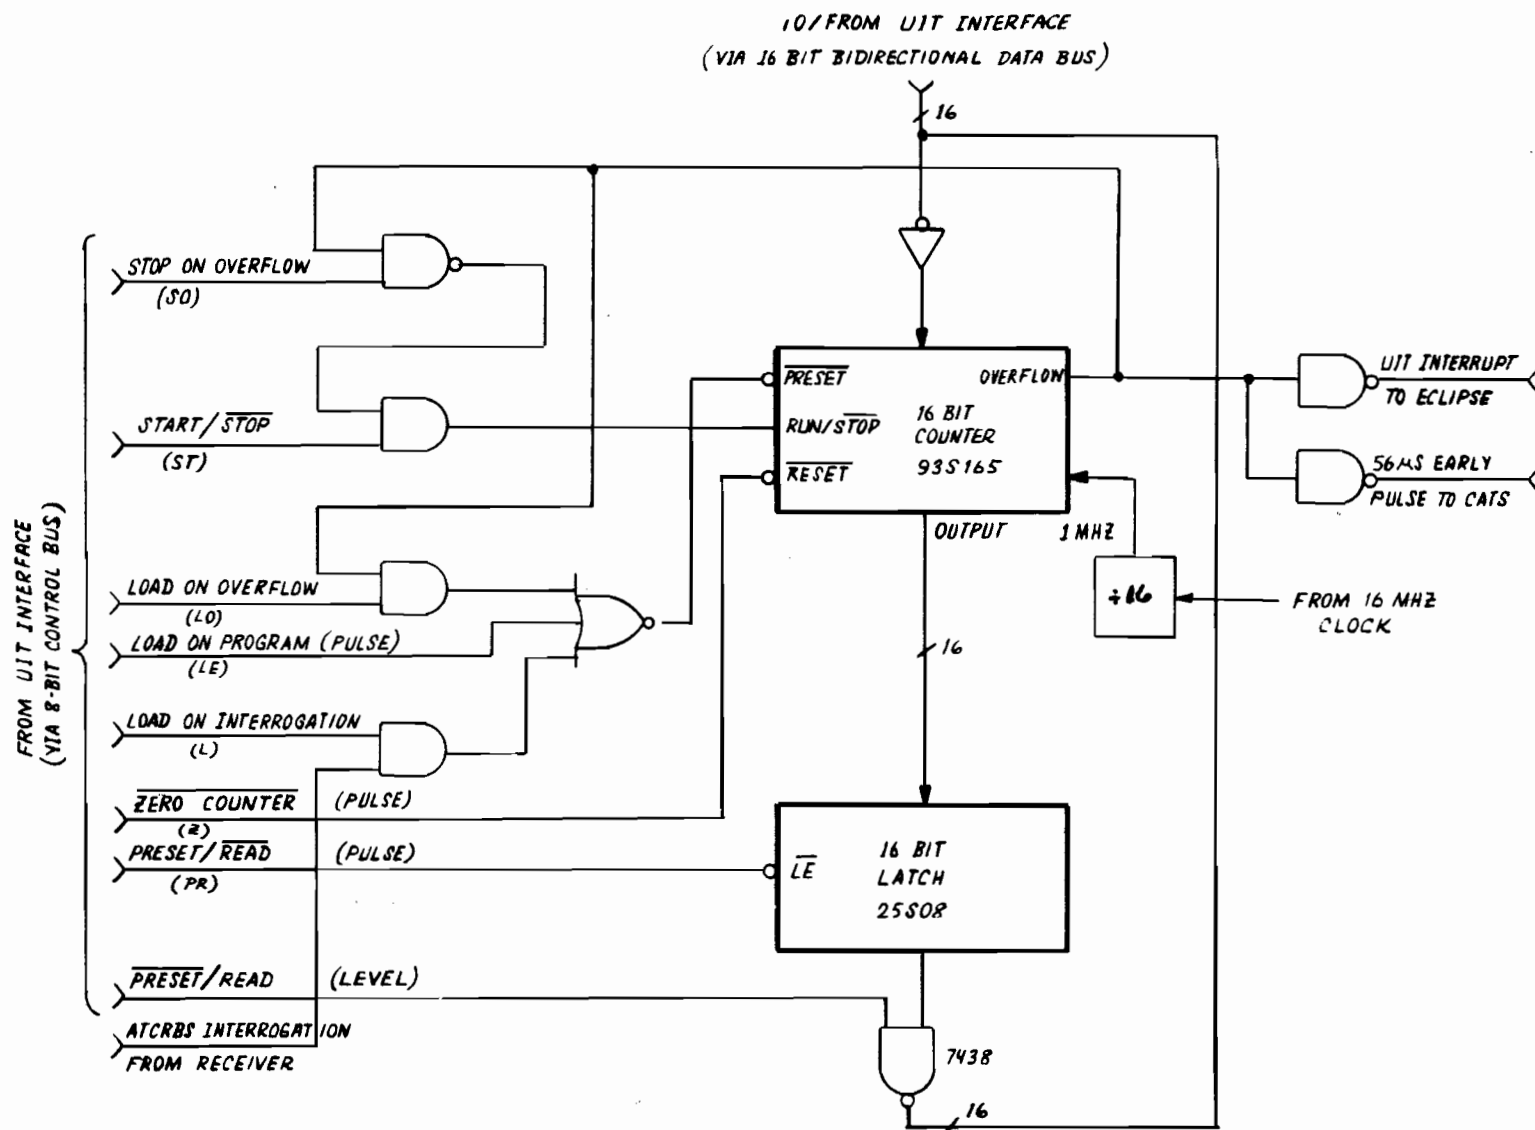 TO/FROM UIT INTERFACE
(VIA 16 BIT BIDIRECTIONAL DATA BUS)
16
STOP ON OVERFLOW
(SO)
START/STOP
(ST)
PRESET
OVERFLOW
RUN/STOP
16 BIT
COUNTER
93S165
RESET
UIT INTERRUPT
TO ECLIPSE
56μS EARLY
PULSE TO CATS
OUTPUT
1 MHZ
÷16
FROM 16 MHZ
CLOCK
FROM UIT INTERFACE
(VIA 8-BIT CONTROL BUS)
LOAD ON OVERFLOW
(LO)
LOAD ON PROGRAM (PULSE)
(LE)
16
LOAD ON INTERROGATION
(L)
ZERO COUNTER (PULSE)
(Z)
PRESET/READ (PULSE)
(PR)
LE
16 BIT
LATCH
25S08
PRESET/READ (LEVEL)
ATCRBS INTERROGATION
FROM RECEIVER
7438
16